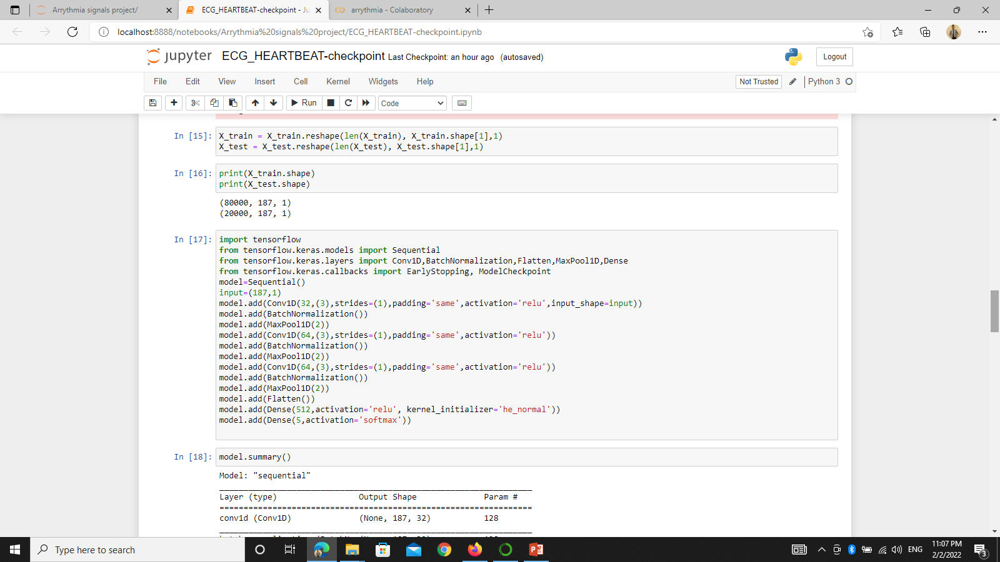 Arrythmia signals project/
ECG_HEARTBEAT-checkpoint - Ju
arrythmia - Colaboratory
localhost:8888/notebooks/Arrythmia%20signals%20project/ECG_HEARTBEAT-checkpoint.ipynb
jupyter ECG_HEARTBEAT-checkpoint Last Checkpoint: an hour ago (autosaved)
Logout
File Edit View Insert Cell Kernel Widgets Help
Not Trusted
Python 3
Run
Code
In [15]: X_train = X_train.reshape(len(X_train), X_train.shape[1],1)
X_test = X_test.reshape(len(X_test), X_test.shape[1],1)
In [16]: print(X_train.shape)
print(X_test.shape)
(80000, 187, 1)
(20000, 187, 1)
In [17]: import tensorflow
from tensorflow.keras.models import Sequential
from tensorflow.keras.layers import Conv1D,BatchNormalization,Flatten,MaxPool1D,Dense
from tensorflow.keras.callbacks import EarlyStopping, ModelCheckpoint
model=Sequential()
input=(187,1)
model.add(Conv1D(32,(3),strides=(1),padding='same',activation='relu',input_shape=input))
model.add(BatchNormalization())
model.add(MaxPool1D(2))
model.add(Conv1D(64,(3),strides=(1),padding='same',activation='relu'))
model.add(BatchNormalization())
model.add(MaxPool1D(2))
model.add(Conv1D(64,(3),strides=(1),padding='same',activation='relu'))
model.add(BatchNormalization())
model.add(MaxPool1D(2))
model.add(Flatten())
model.add(Dense(512,activation='relu', kernel_initializer='he_normal'))
model.add(Dense(5,activation='softmax'))
In [18]: model.summary()
Model: "sequential"
Layer (type) Output Shape Param #
conv1d (Conv1D) (None, 187, 32) 128
Type here to search
ENG
11:07 PM
2/2/2022
3